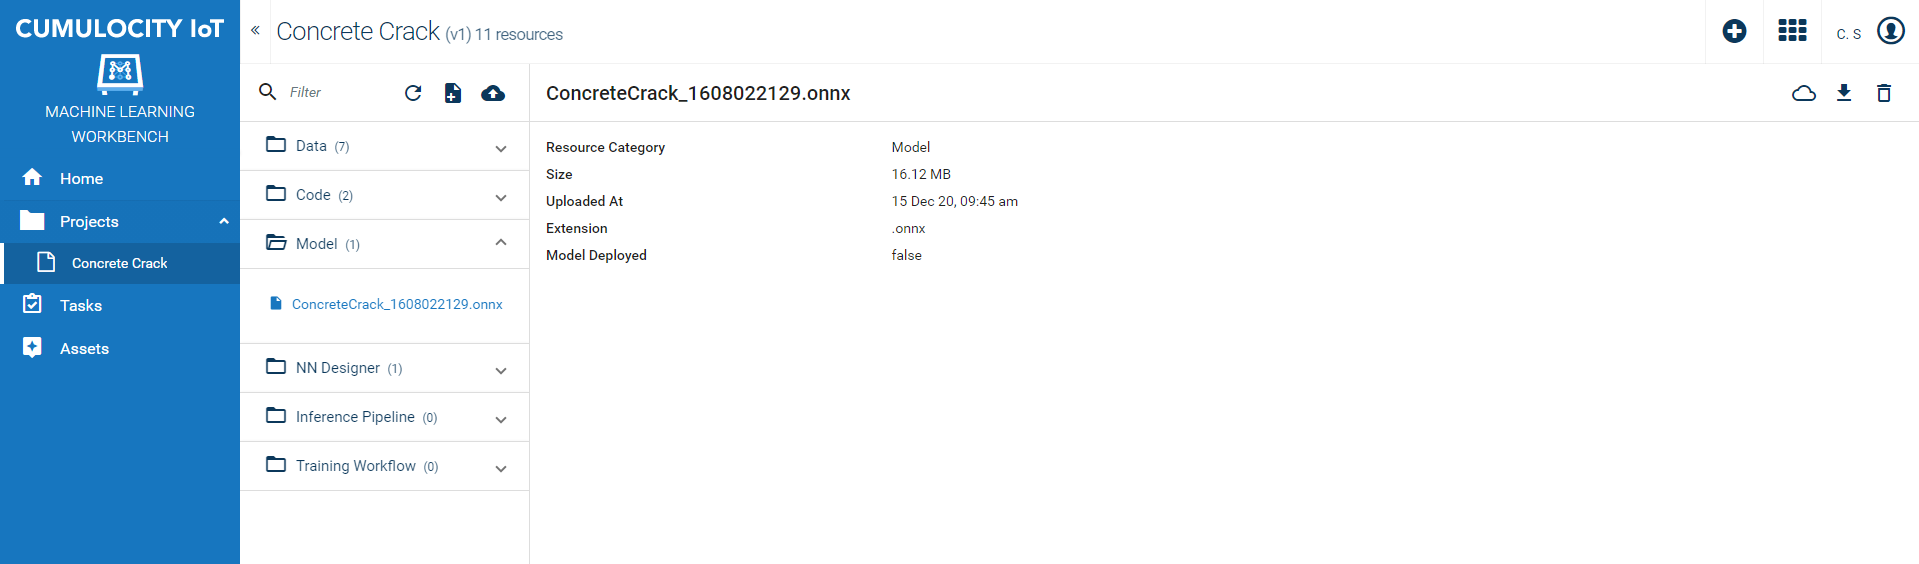 CUMULOCITY IoT
MACHINE LEARNING
WORKBENCH
Home
Projects
Concrete Crack
Tasks
Assets
Concrete Crack (v1) 11 resources
C. S
Filter
Data (7)
Code (2)
Model (1)
ConcreteCrack_1608022129.onnx
NN Designer (1)
Inference Pipeline (0)
Training Workflow (0)
ConcreteCrack_1608022129.onnx
Resource Category Model
Size 16.12 MB
Uploaded At 15 Dec 20, 09:45 am
Extension .onnx
Model Deployed false